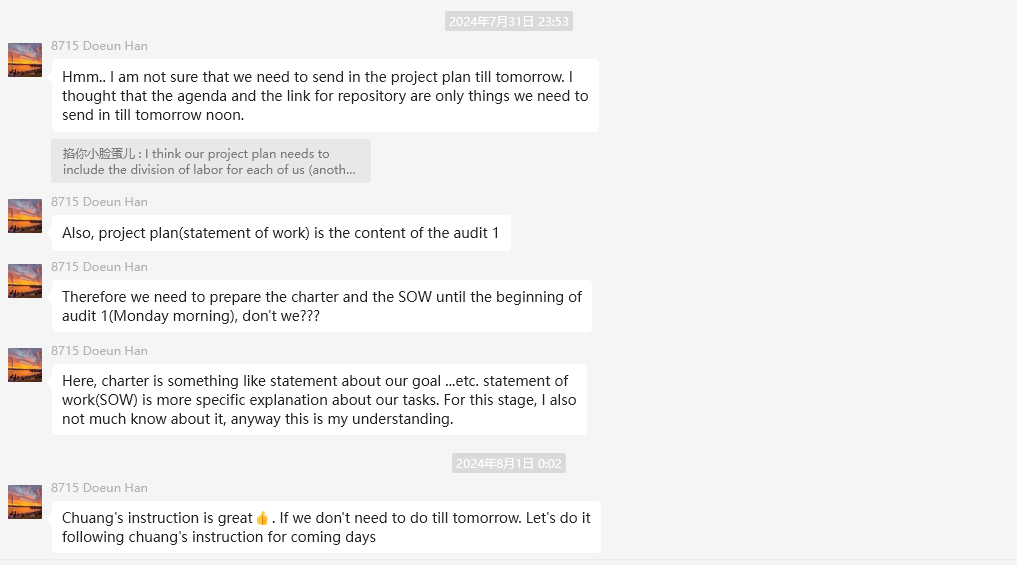 2024年7月31日 23:53
8715 Doeun Han
Hmm.. I am not sure that we need to send in the project plan till tomorrow. I
thought that the agenda and the link for repository are only things we need to
send in till tomorrow noon.
掐你小脸蛋儿 : I think our project plan needs to
include the division of labor for each of us (anoth...
8715 Doeun Han
Also, project plan(statement of work) is the content of the audit 1
8715 Doeun Han
Therefore we need to prepare the charter and the SOW until the beginning of
audit 1(Monday morning), don't we???
8715 Doeun Han
Here, charter is something like statement about our goal ...etc. statement of
work(SOW) is more specific explanation about our tasks. For this stage, I also
not much know about it, anyway this is my understanding.
2024年8月1日 0:02
8715 Doeun Han
Chuang's instruction is great👍. If we don't need to do till tomorrow. Let's do it
following chuang's instruction for coming days